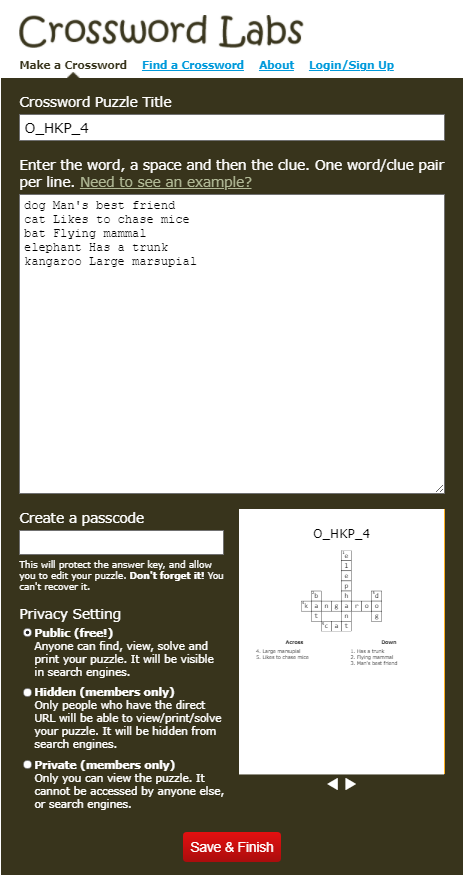 Crossword Labs
Make a Crossword Find a Crossword About Login/Sign Up
Crossword Puzzle Title
O_HKP_4
Enter the word, a space and then the clue. One word/clue pair
per line. Need to see an example?
dog Man's best friend
cat Likes to chase mice
bat Flying mammal
elephant Has a trunk
kangaroo Large marsupial
Create a passcode
This will protect the answer key, and allow
you to edit your puzzle. Don't forget it! You
can't recover it.
Privacy Setting
Public (free!)
Anyone can find, view, solve and
print your puzzle. It will be visible
in search engines.
Hidden (members only)
Only people who have the direct
URL will be able to view/print/solve
your puzzle. It will be hidden from
search engines.
Private (members only)
Only you can view the puzzle. It
cannot be accessed by anyone else,
or search engines.
O_HKP_4
e
l
e
p
b h d
k a n g a r o o
t n g
c a t
Across
4. Large marsupial
5. Likes to chase mice
Down
1. Has a trunk
2. Flying mammal
3. Man's best friend
Save & Finish